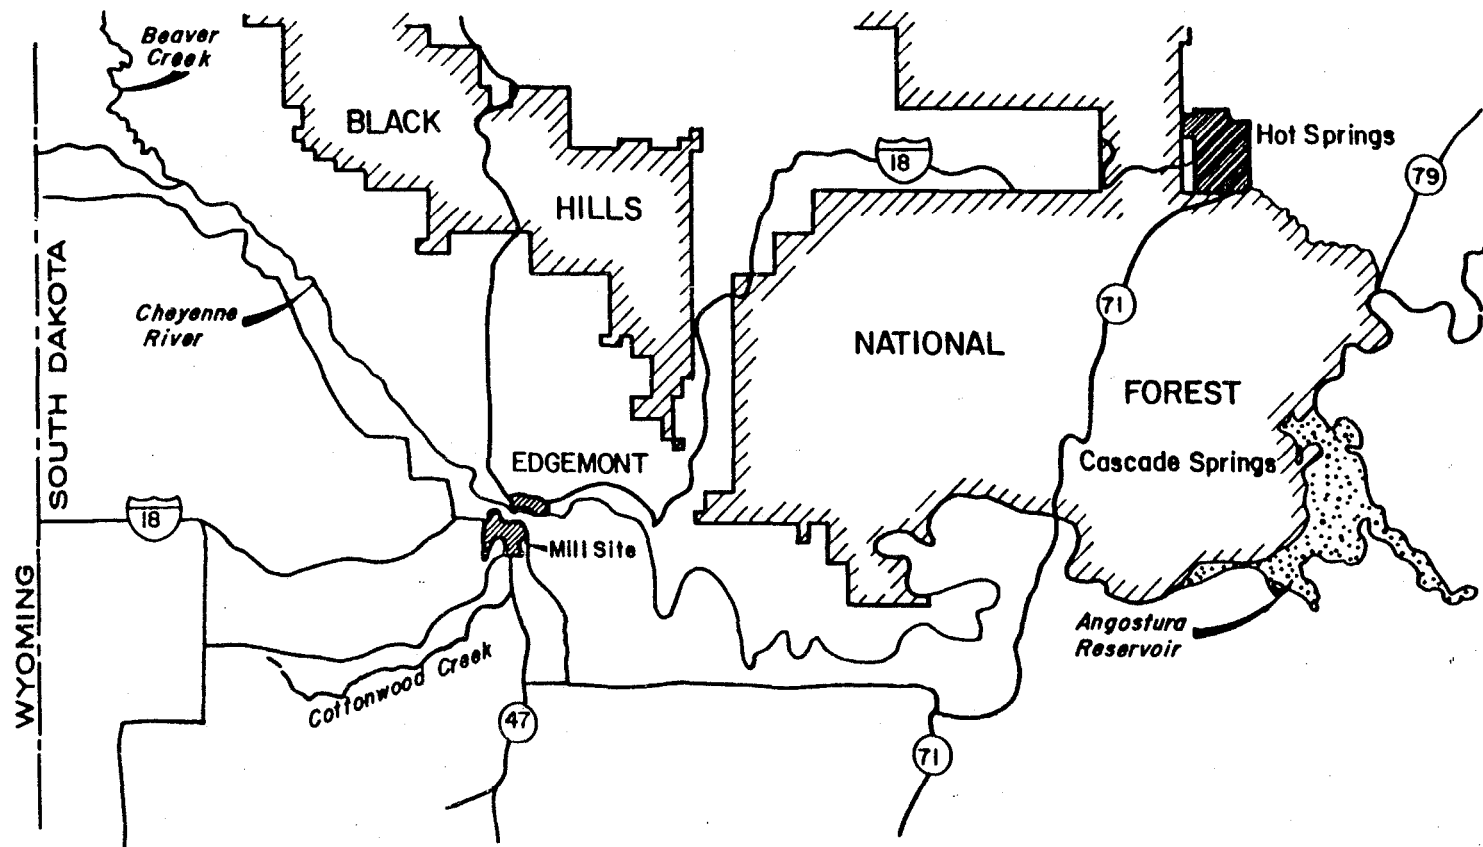 Beaver
Creek
BLACK
HILLS
18
Hot Springs
79
SOUTH DAKOTA
WYOMING
Cheyenne
River
71
NATIONAL
FOREST
EDGEMONT
Cascade Springs
18
Mill Site
Angostura
Reservoir
Cottonwood Creek
47
71